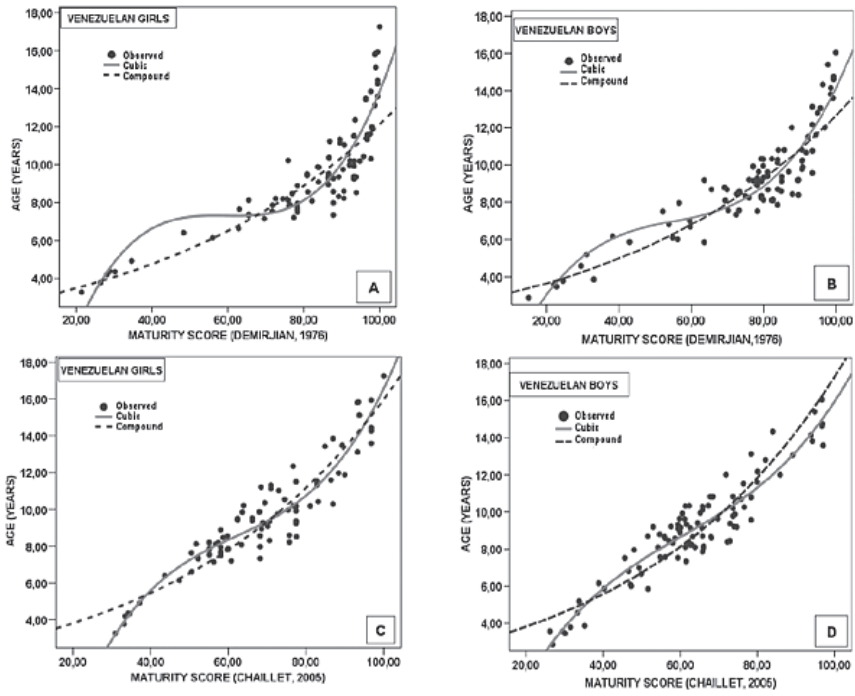 VENEZUELAN GIRLS
Observed
Cubic
Compound
18,00
16,00
14,00
12,00
10,00
8,00
6,00
4,00
AGE (YEARS)
A
20,00 40,00 60,00 80,00 100,00
MATURITY SCORE (DEMIRJIAN, 1976)
VENEZUELAN BOYS
Observed
Cubic
Compound
18,00
16,00
14,00
12,00
10,00
8,00
6,00
4,00
AGE (YEARS)
B
20,00 40,00 60,00 80,00 100,00
MATURITY SCORE (DEMIRJIAN,1976)
VENEZUELAN GIRLS
Observed
Cubic
Compound
18,00
16,00
14,00
12,00
10,00
8,00
6,00
4,00
AGE (YEARS)
C
20,00 40,00 60,00 80,00 100,00
MATURITY SCORE (CHAILLET, 2005)
VENEZUELAN BOYS
Observed
Cubic
Compound
18,00
16,00
14,00
12,00
10,00
8,00
6,00
4,00
AGE (YEARS)
D
20,00 40,00 60,00 80,00 100,00
MATURITY SCORE (CHAILLET, 2005)